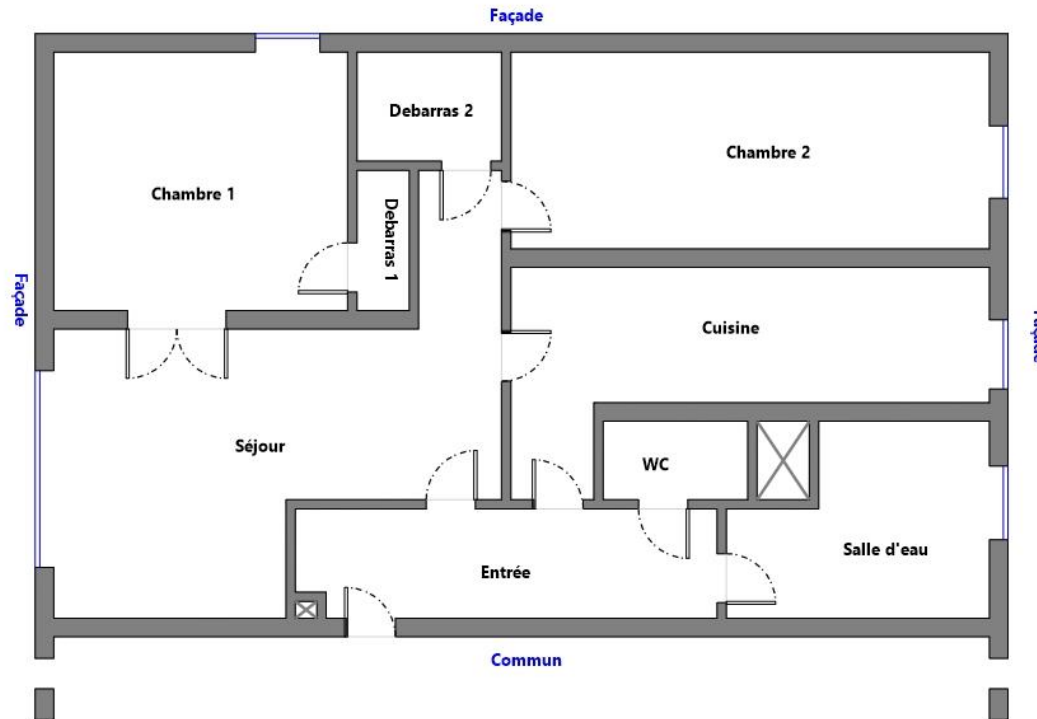 Façade
Debarras 2
Chambre 2
Chambre 1
Debarras 1
Façade
Cuisine
Séjour
WC
Salle d'eau
Entrée
Commun